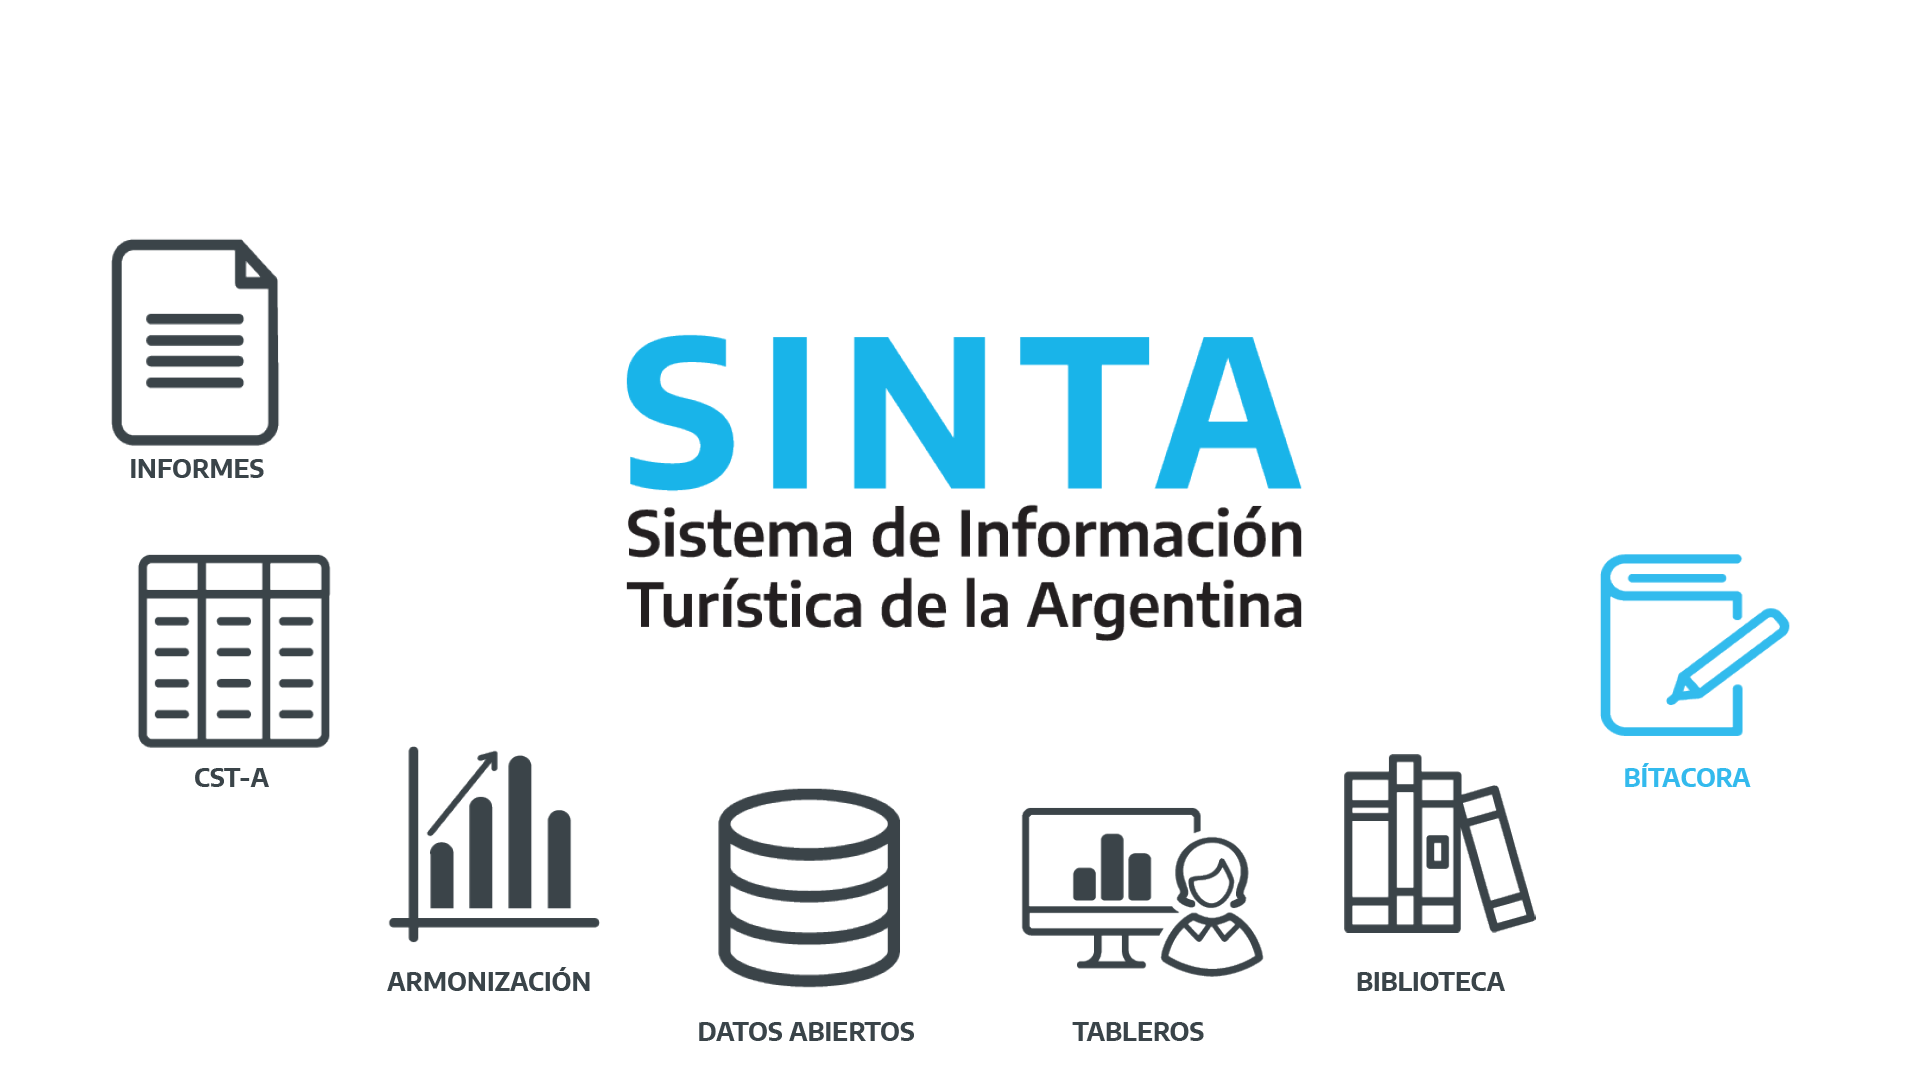 SINTA
Sistema de Información
Turística de la Argentina
INFORMES
CST-A
ARMONIZACIÓN
DATOS ABIERTOS
TABLEROS
BIBLIOTECA
BÍTACORA